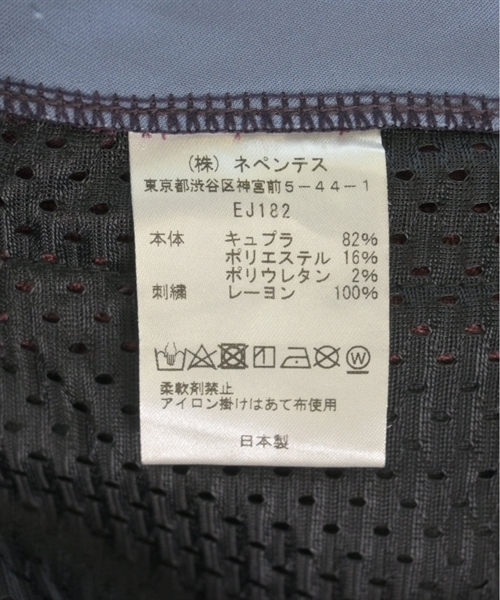 (株) ネペンテス
東京都渋谷区神宮前5-44-1
EJ182
本体 キュプラ 82%
ポリエステル 16%
ポリウレタン 2%
刺繍 レーヨン 100%
W
柔軟剤禁止
アイロン掛けはあて布使用
日本製